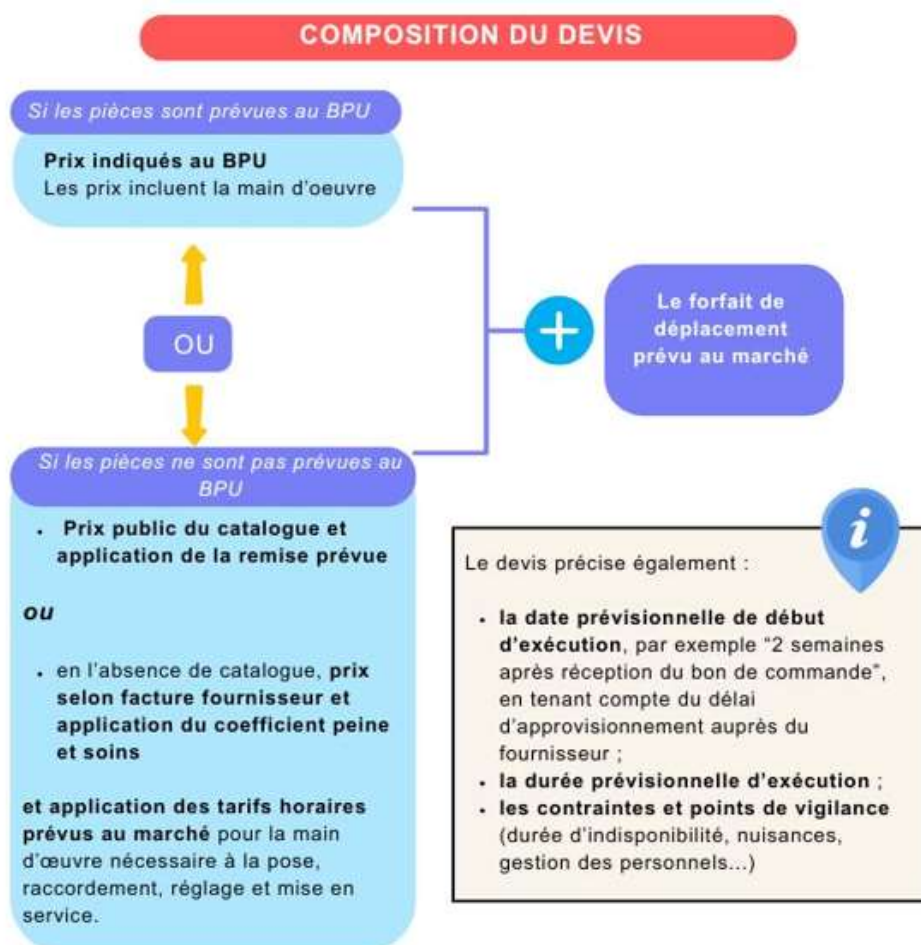 COMPOSITION DU DEVIS
Si les pièces sont prévues au BPU
Prix indiqués au BPU
Les prix incluent la main d'oeuvre
OU
Le forfait de
déplacement
prévu au marché
Si les pièces ne sont pas prévues au
BPU
• Prix public du catalogue et
application de la remise prévue
ou
• en l'absence de catalogue, prix
selon facture fournisseur et
application du coefficient peine
et soins
et application des tarifs horaires
prévus au marché pour la main
d'œuvre nécessaire à la pose,
raccordement, réglage et mise en
service.
i
Le devis précise également :
• la date prévisionnelle de début
d'exécution, par exemple “2 semaines
après réception du bon de commande”,
en tenant compte du délai
d'approvisionnement auprès du
fournisseur ;
• la durée prévisionnelle d'exécution ;
• les contraintes et points de vigilance
(durée d'indisponibilité, nuisances,
gestion des personnels...)